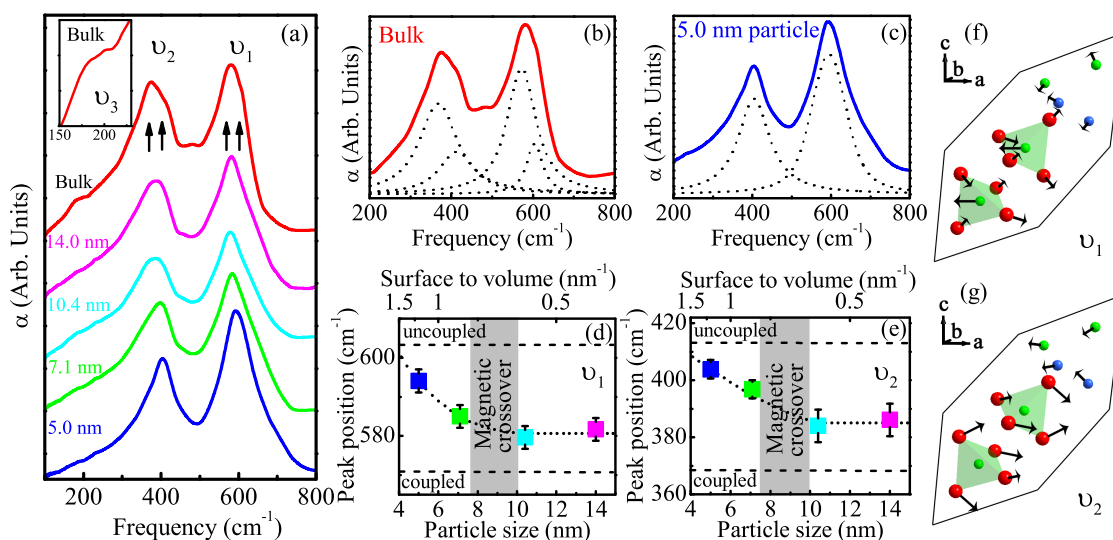 (a)
Bulk
υ3
150 200
υ2 υ1
Bulk
14.0 nm
10.4 nm
7.1 nm
5.0 nm
α (Arb. Units)
200 400 600 800
Frequency (cm-1)
(b)
Bulk
α (Arb. Units)
200 400 600 800
Frequency (cm-1)
(c)
5.0 nm particle
α (Arb. Units)
200 400 600 800
Frequency (cm-1)
Surface to volume (nm-1)
1.5 1 0.5
(d)
uncoupled
υ1
600
580
Peak position (cm-1)
Magnetic
crossover
coupled
4 6 8 10 12 14
Particle size (nm)
Surface to volume (nm-1)
1.5 1 0.5
(e)
uncoupled
υ2
420
400
380
360
Peak position (cm-1)
Magnetic
crossover
coupled
4 6 8 10 12 14
Particle size (nm)
(f)
c
b
a
υ1
(g)
c
b
a
υ2